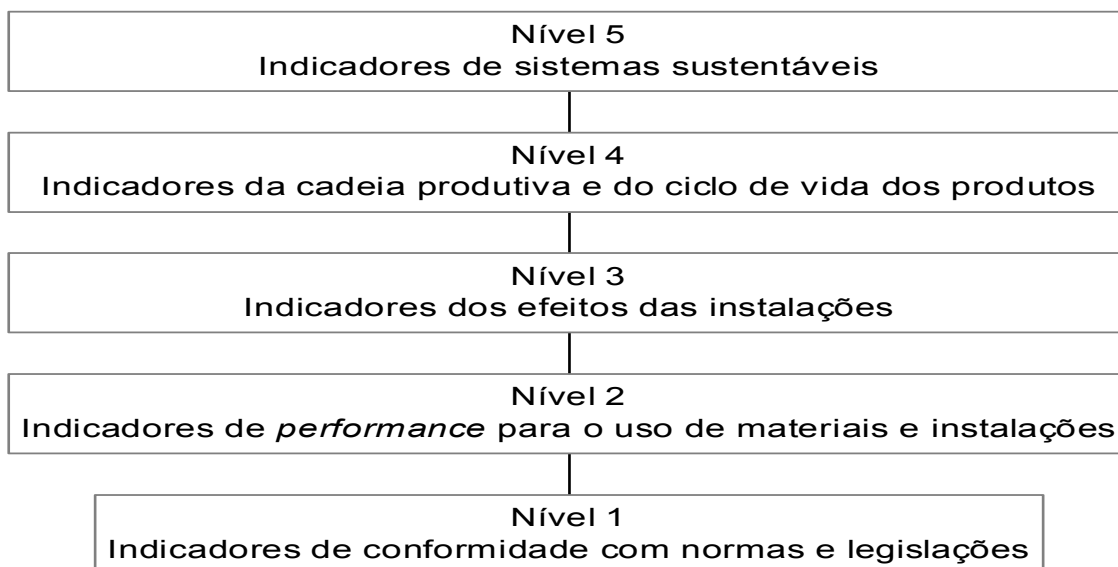 Nível 5
Indicadores de sistemas sustentáveis
Nível 4
Indicadores da cadeia produtiva e do ciclo de vida dos produtos
Nível 3
Indicadores dos efeitos das instalações
Nível 2
Indicadores de performance para o uso de materiais e instalações
Nível 1
Indicadores de conformidade com normas e legislações